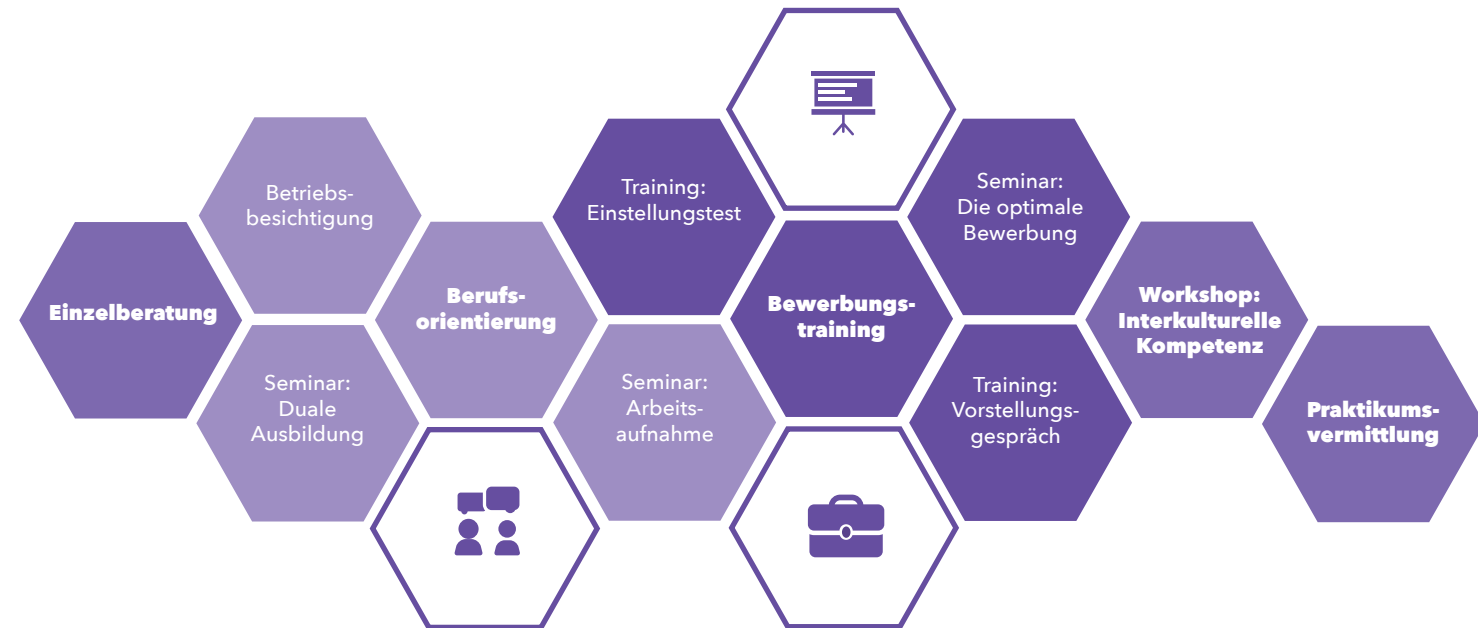 Einzelberatung
Betriebs-
besichtigung
Seminar:
Duale
Ausbildung
Berufs-
orientierung
Training:
Einstellungstest
Seminar:
Arbeits-
aufnahme
Bewerbungs-
training
Seminar:
Die optimale
Bewerbung
Training:
Vorstellungs-
gespräch
Workshop:
Interkulturelle
Kompetenz
Praktikums-
vermittlung